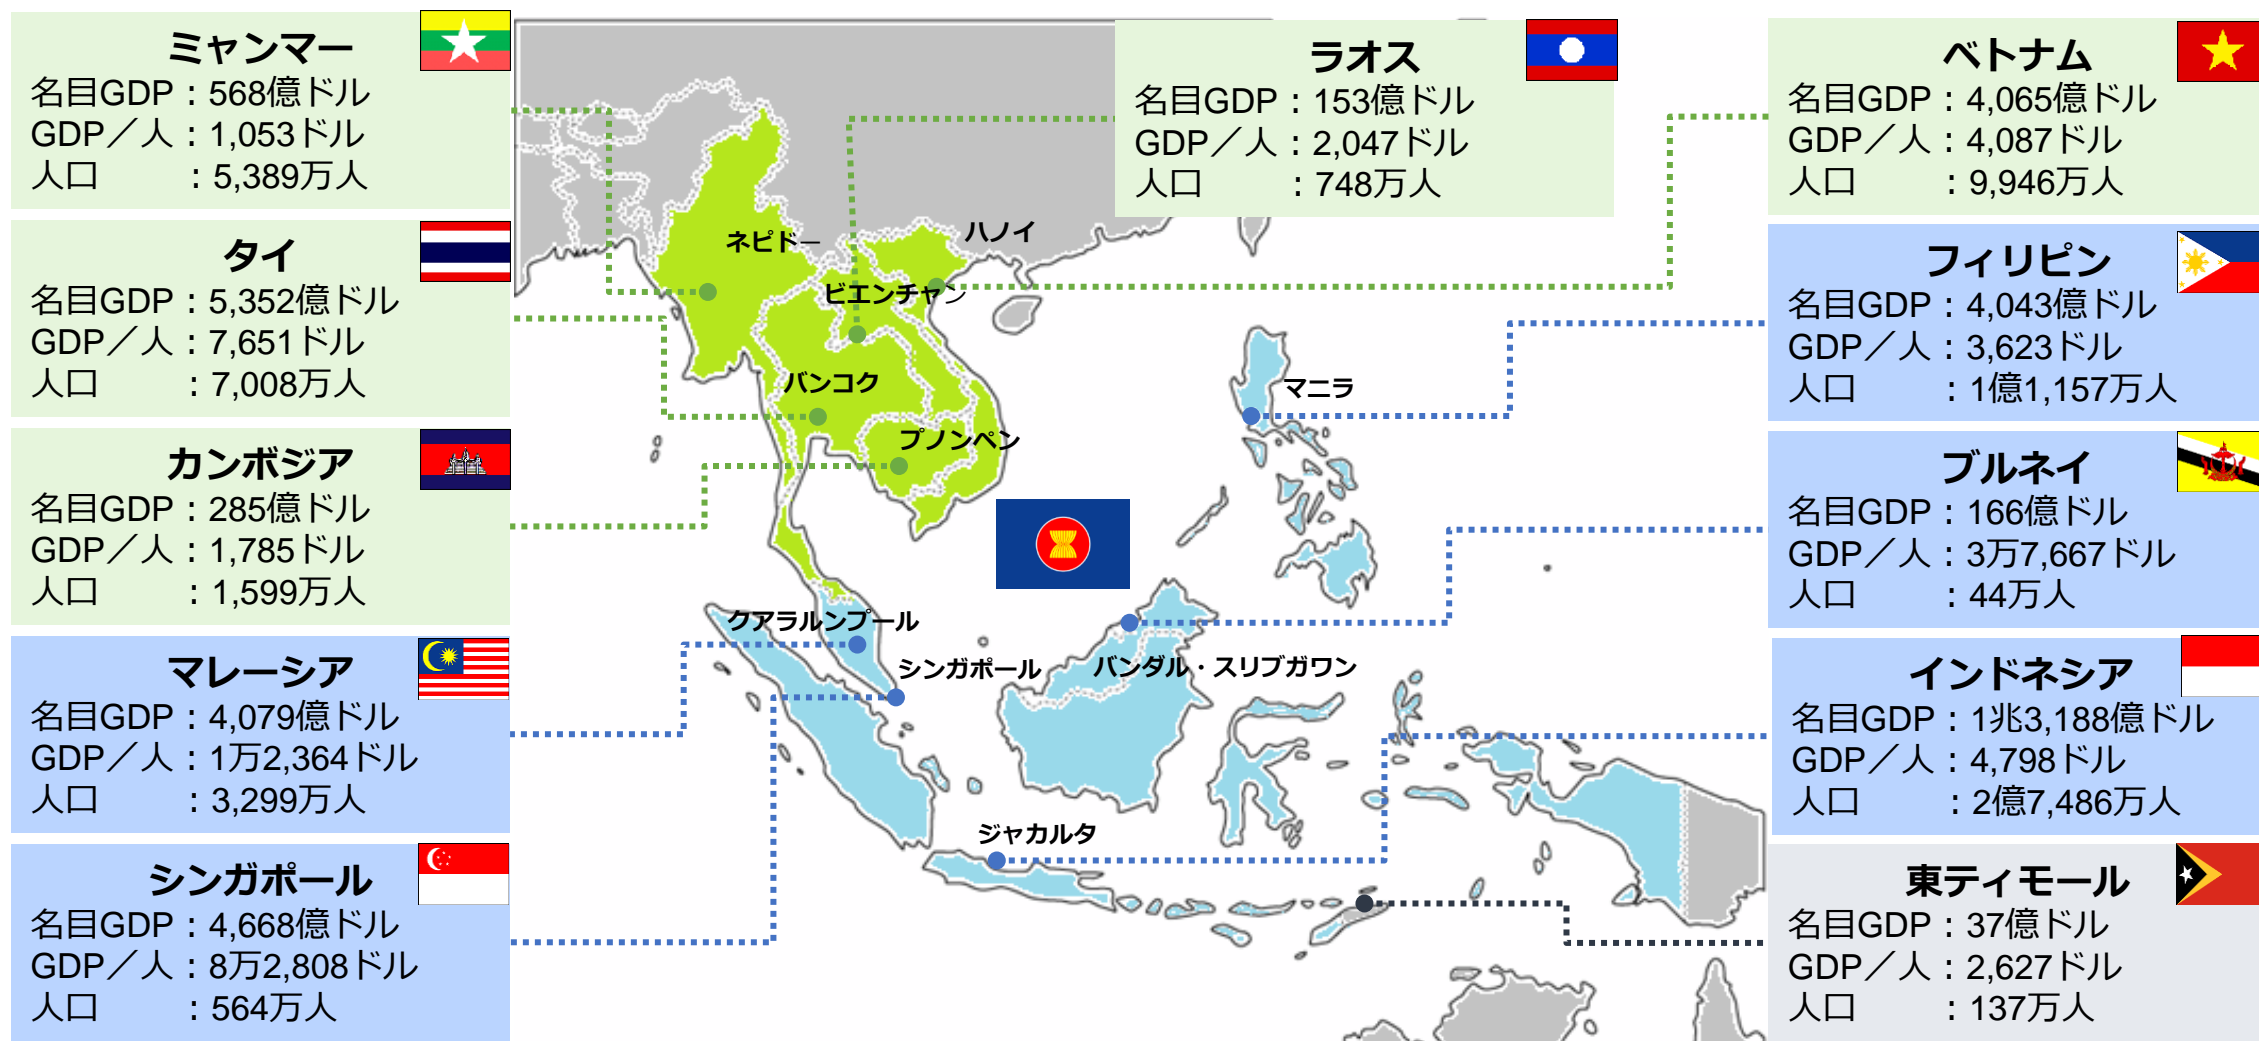 ミャンマー
名目GDP：568億ドル
GDP／人：1,053ドル
人口　　：5,389万人
タイ
名目GDP：5,352億ドル
GDP／人：7,651ドル
人口　　：7,008万人
カンボジア
名目GDP：285億ドル
GDP／人：1,785ドル
人口　　：1,599万人
マレーシア
名目GDP：4,079億ドル
GDP／人：1万2,364ドル
人口　　：3,299万人
シンガポール
名目GDP：4,668億ドル
GDP／人：8万2,808ドル
人口　　：564万人
ラオス
名目GDP：153億ドル
GDP／人：2,047ドル
人口　　：748万人
ネピドー
ハノイ
ビエンチャン
バンコク
プノンペン
マニラ
クアラルンプール
シンガポール
バンダル・スリブガワン
ジャカルタ
ベトナム
名目GDP：4,065億ドル
GDP／人：4,087ドル
人口　　：9,946万人
フィリピン
名目GDP：4,043億ドル
GDP／人：3,623ドル
人口　　：1億1,157万人
ブルネイ
名目GDP：166億ドル
GDP／人：3万7,667ドル
人口　　：44万人
インドネシア
名目GDP：1兆3,188億ドル
GDP／人：4,798ドル
人口　　：2億7,486万人
東ティモール
名目GDP：37億ドル
GDP／人：2,627ドル
人口　　：137万人